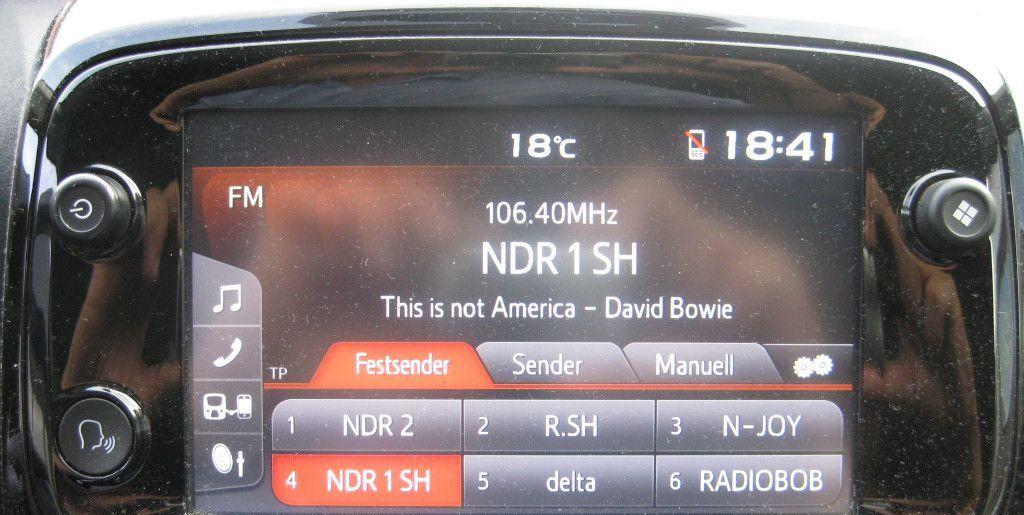 18°C 18:41
FM
106.40MHz
NDR 1 SH
This is not America - David Bowie
TP Festsender Sender Manuell
1 NDR 2 2 R.SH 3 N-JOY
4 NDR 1 SH 5 delta 6 RADIOBOB